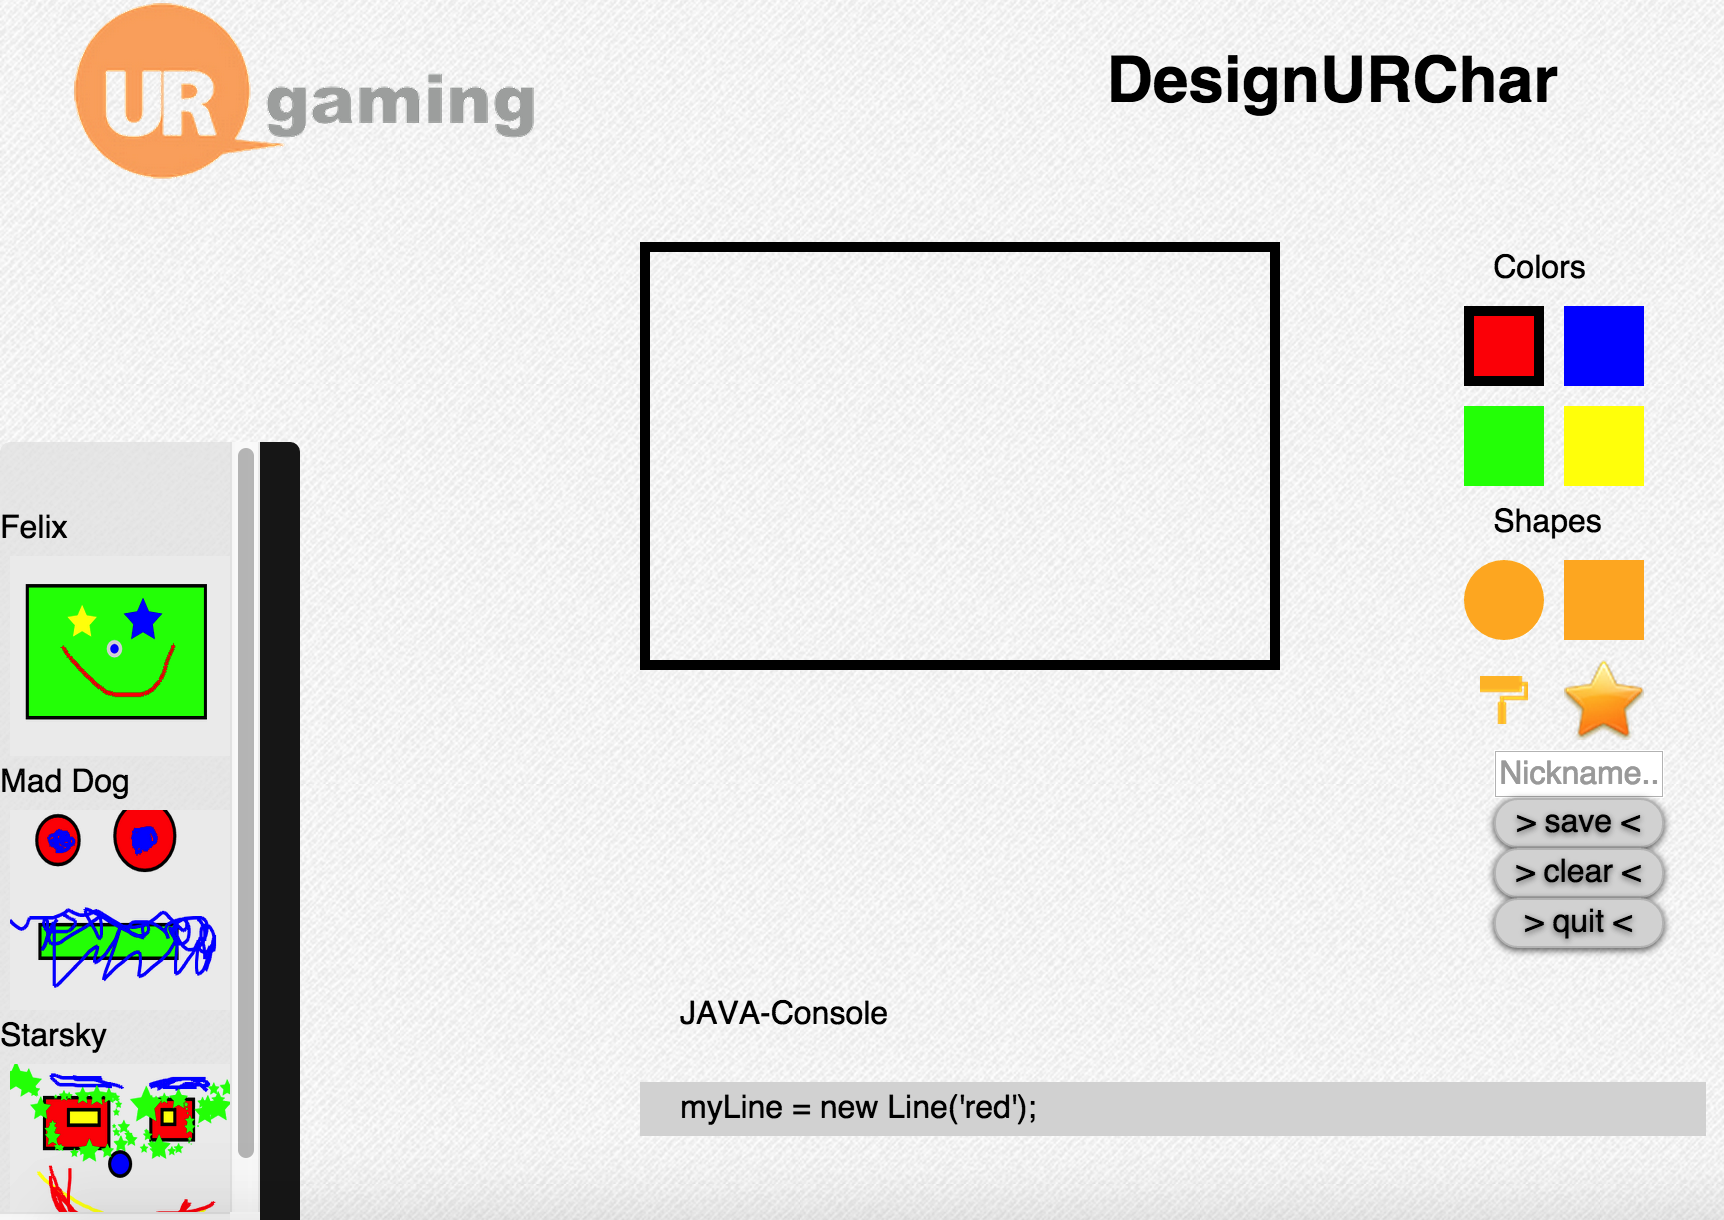 UR gaming
DesignURChar
Colors
Shapes
Nickname..
> save <
> clear <
> quit <
Felix
Mad Dog
Starsky
JAVA-Console
myLine = new Line('red');